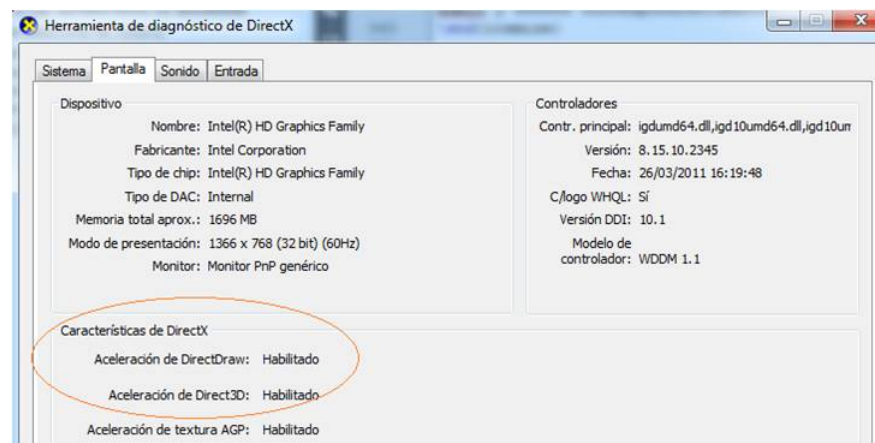 Herramienta de diagnóstico de DirectX
Sistema Pantalla Sonido Entrada
Dispositivo
Nombre: Intel(R) HD Graphics Family
Fabricante: Intel Corporation
Tipo de chip: Intel(R) HD Graphics Family
Tipo de DAC: Internal
Memoria total aprox.: 1696 MB
Modo de presentación: 1366 x 768 (32 bit) (60Hz)
Monitor: Monitor PnP genérico
Controladores
Contr. principal: igdumd64.dll,igd10umd64.dll,igd10um
Versión: 8.15.10.2345
Fecha: 26/03/2011 16:19:48
C/logo WHQL: Sí
Versión DDI: 10.1
Modelo de
controlador: WDDM 1.1
Características de DirectX
Aceleración de DirectDraw: Habilitado
Aceleración de Direct3D: Habilitado
Aceleración de textura AGP: Habilitado